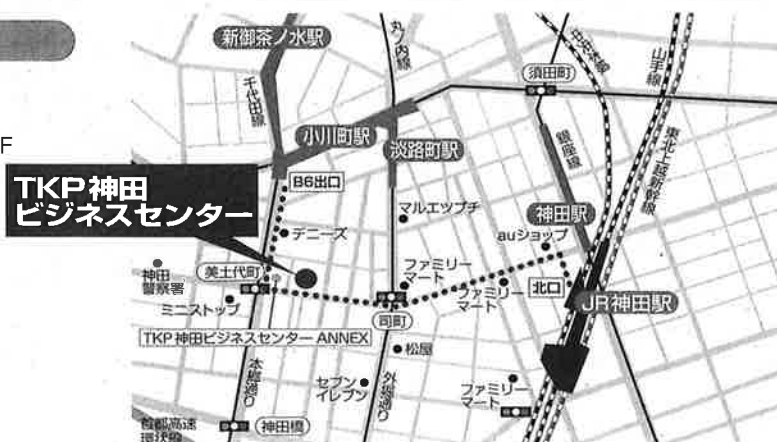 新御茶ノ水駅
丸ノ内線
中央本線
山手線
須田町
千代田線
小川町駅
淡路町駅
銀座線
東北上越新幹線
F
TKP神田
ビジネスセンター
B6出口
マルエツプチ
神田駅
デニーズ
auショップ
神田
警察署
美土代町
ファミリー
マート
ファミリー
マート
北口
JR神田駅
ミニストップ
司町
TKP神田ビジネスセンター ANNEX
松屋
本郷通り
セブン
イレブン
外堀通り
ファミリー
マート
首都高速
環状線
神田橋